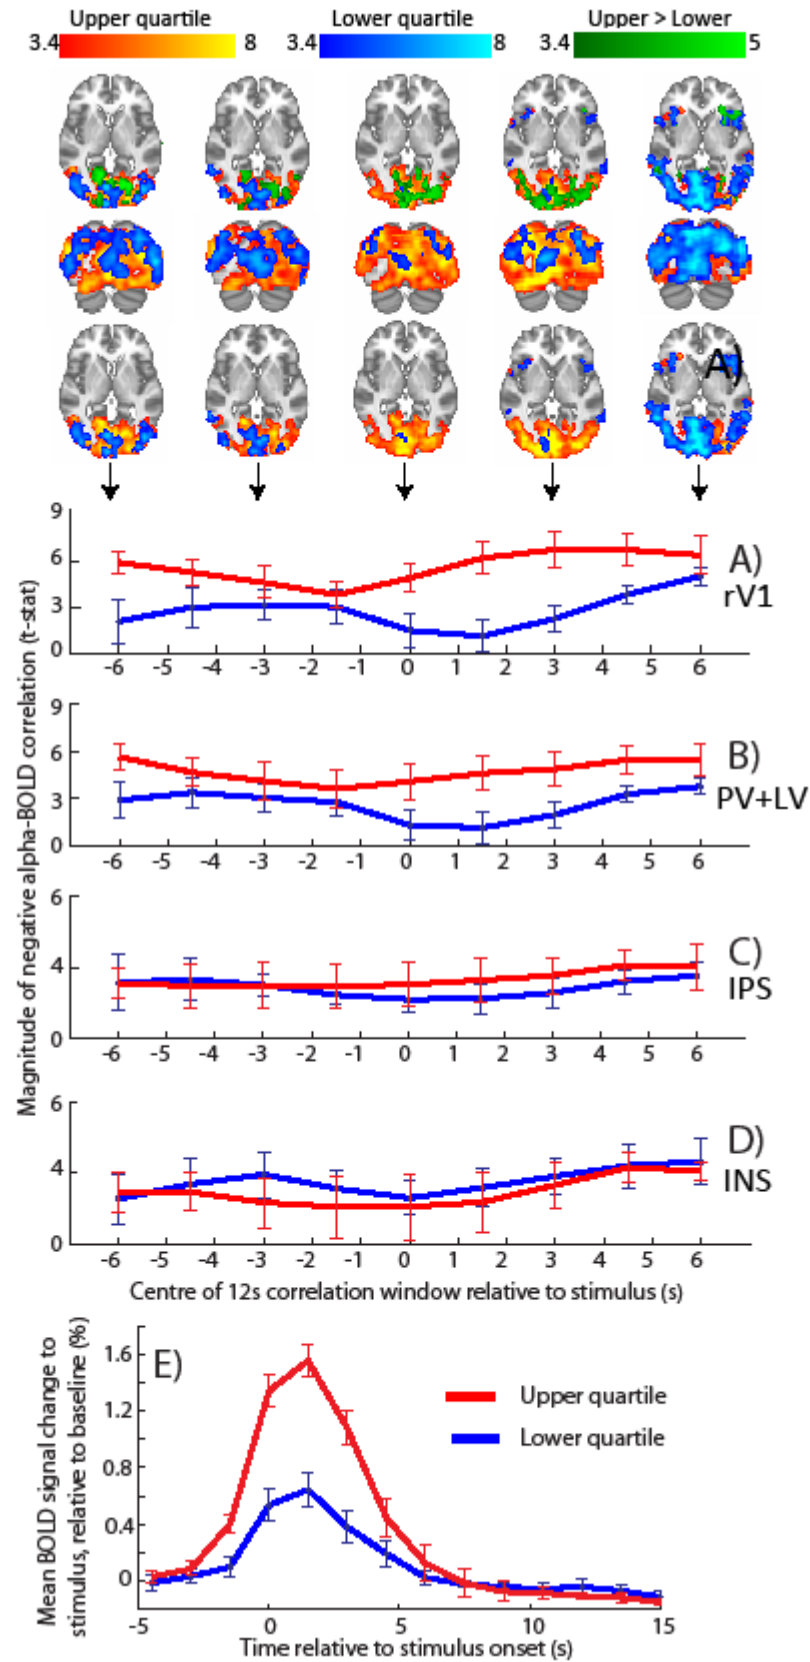 Upper quartile Lower quartile Upper > Lower
3.4 8 3.4 8 3.4 5
A)
Magnitude of negative alpha-BOLD correlation (t-stat)
9
6
3
0
-6 -5 -4 -3 -2 -1 0 1 2 3 4 5 6
A)
rV1
9
6
3
0
-6 -5 -4 -3 -2 -1 0 1 2 3 4 5 6
B)
PV+LV
6
4
0
-6 -5 -4 -3 -2 -1 0 1 2 3 4 5 6
C)
IPS
6
4
0
-6 -5 -4 -3 -2 -1 0 1 2 3 4 5 6
D)
INS
Centre of 12s correlation window relative to stimulus (s)
Mean BOLD signal change to
stimulus, relative to baseline (%)
1.6
1.2
0.8
0.4
0
E)
Upper quartile
Lower quartile
-5 0 5 10 15
Time relative to stimulus onset (s)